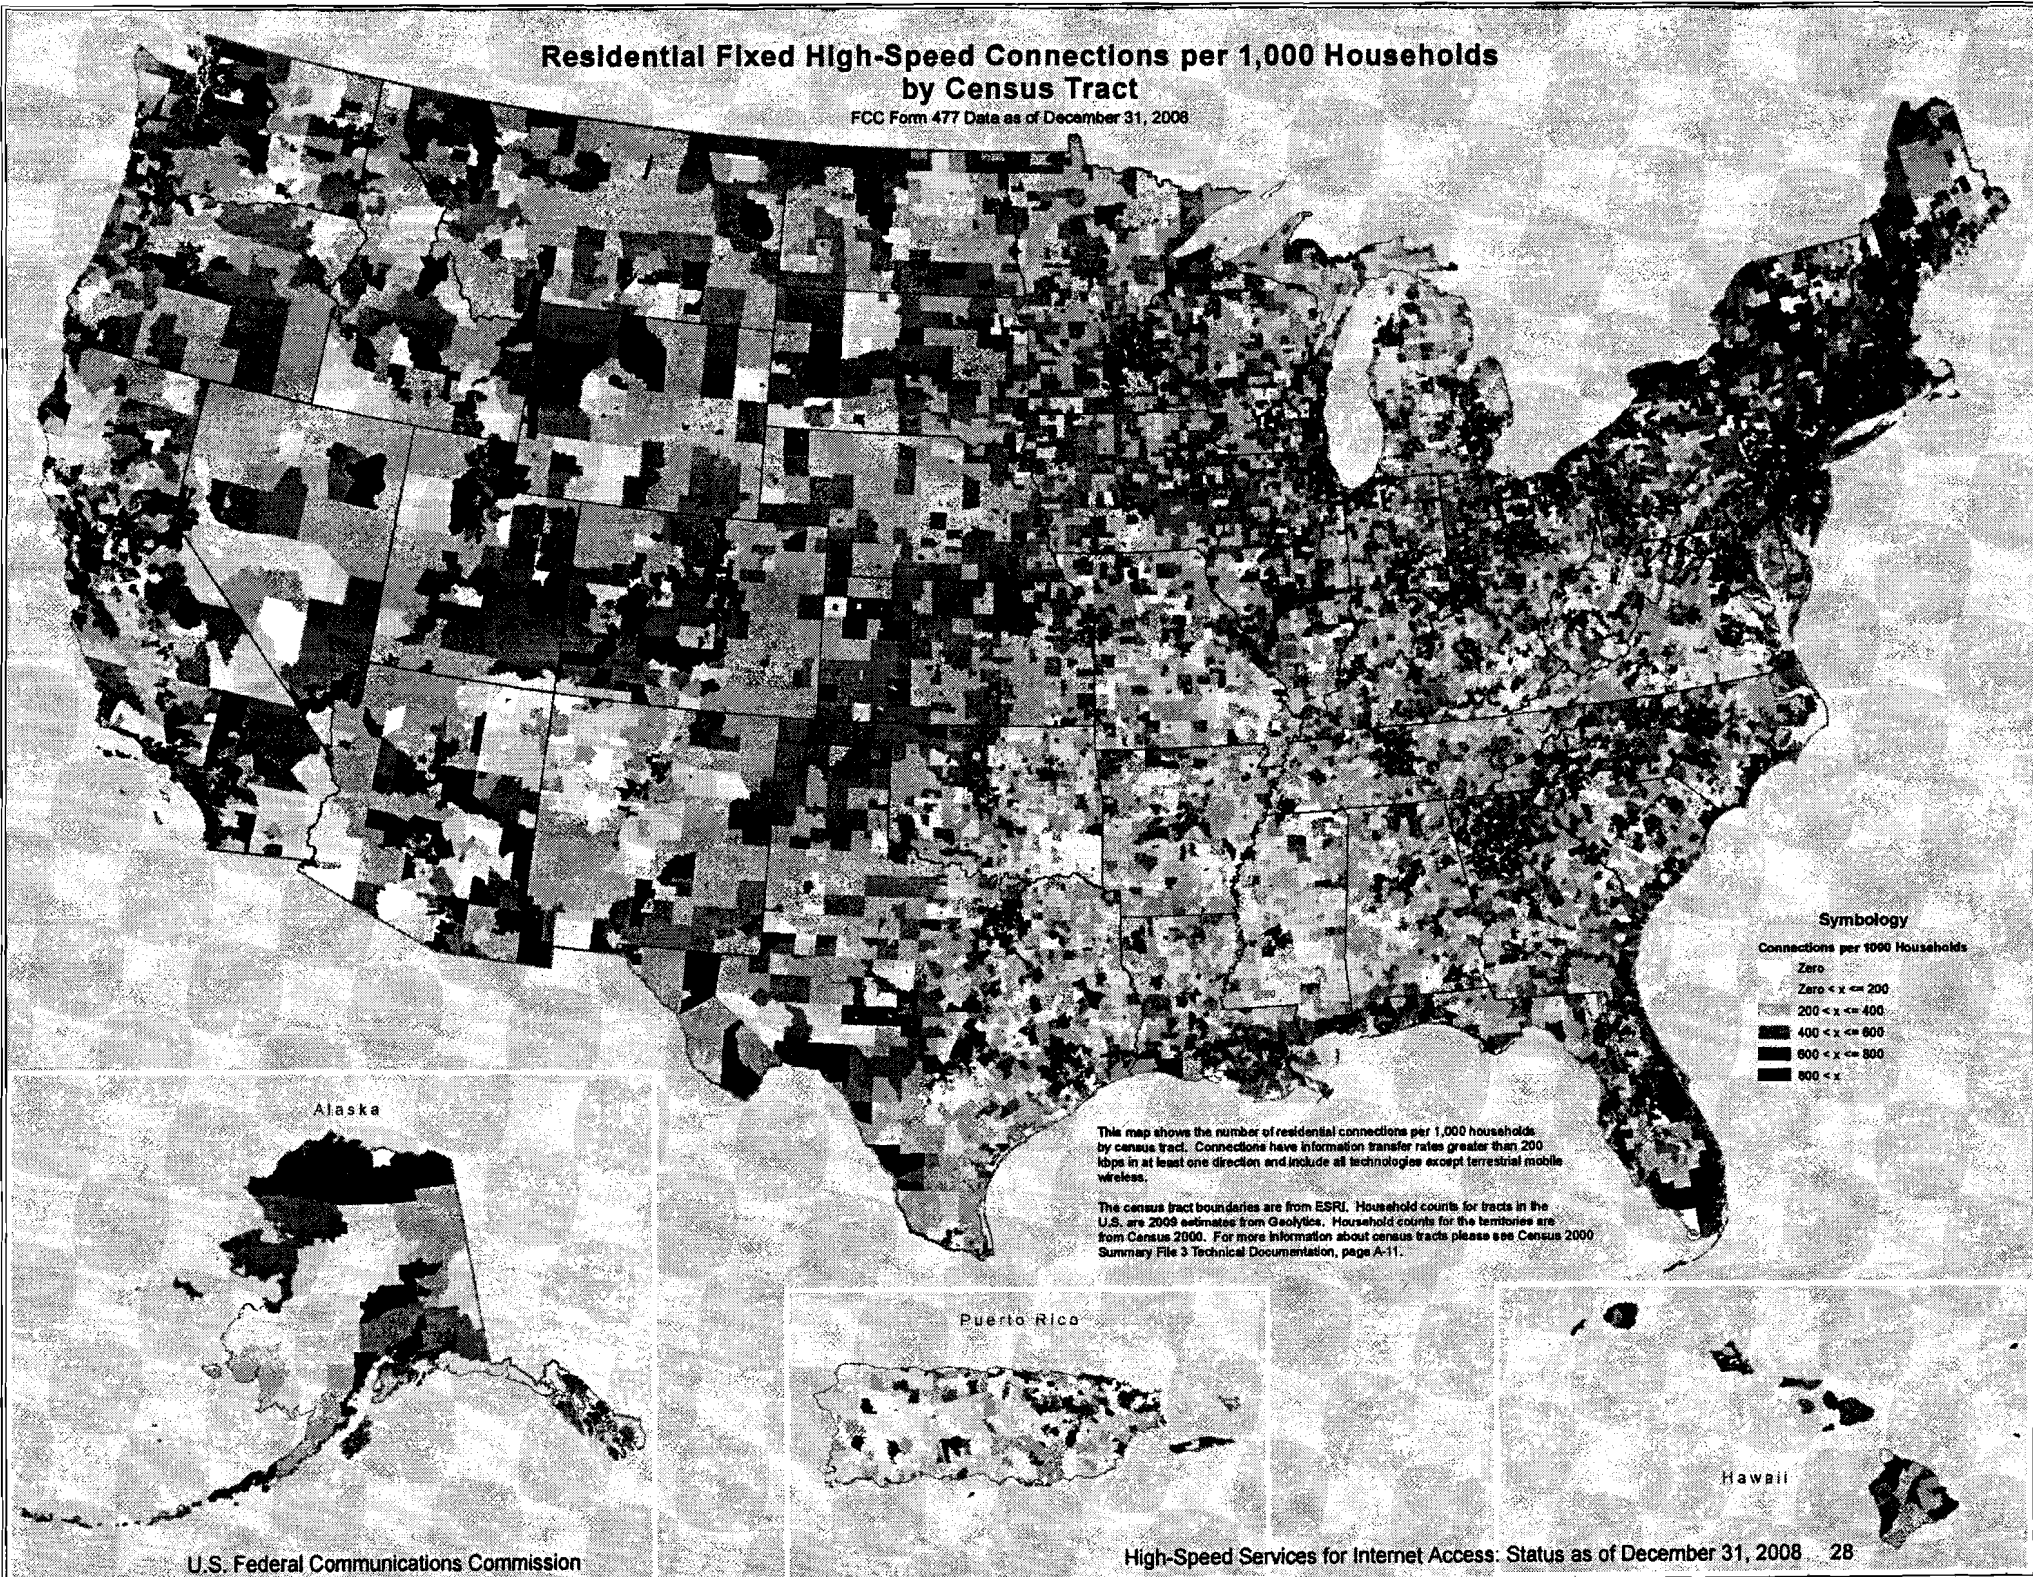 Residential Fixed High-Speed Connections per 1,000 Households
by Census Tract
FCC Form 477 Data as of December 31, 2008
Symbology
Connections per 1000 Households
Zero
Zero < x <= 200
200 < x <= 400
400 < x <= 600
600 < x <= 800
800 < x
Alaska
This map shows the number of residential connections per 1,000 households
by census tract. Connections have information transfer rates greater than 200
kbps in at least one direction and include all technologies except terrestrial mobile
wireless.
The census tract boundaries are from ESRI. Household counts for tracts in the
U.S. are 2009 estimates from Geolytics. Household counts for the territories are
from Census 2000. For more information about census tracts please see Census 2000
Summary File 3 Technical Documentation, page A-11.
Puerto Rico
Hawaii
U.S. Federal Communications Commission
High-Speed Services for Internet Access: Status as of December 31, 2008 28